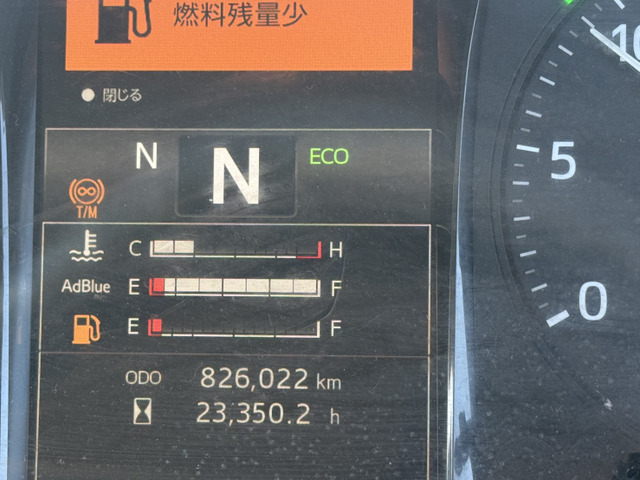 燃料残量少
閉じる
10
N N ECO
5
T/M
C H
AdBlue E F
0
E F
ODO 826,022 km
23,350.2 h